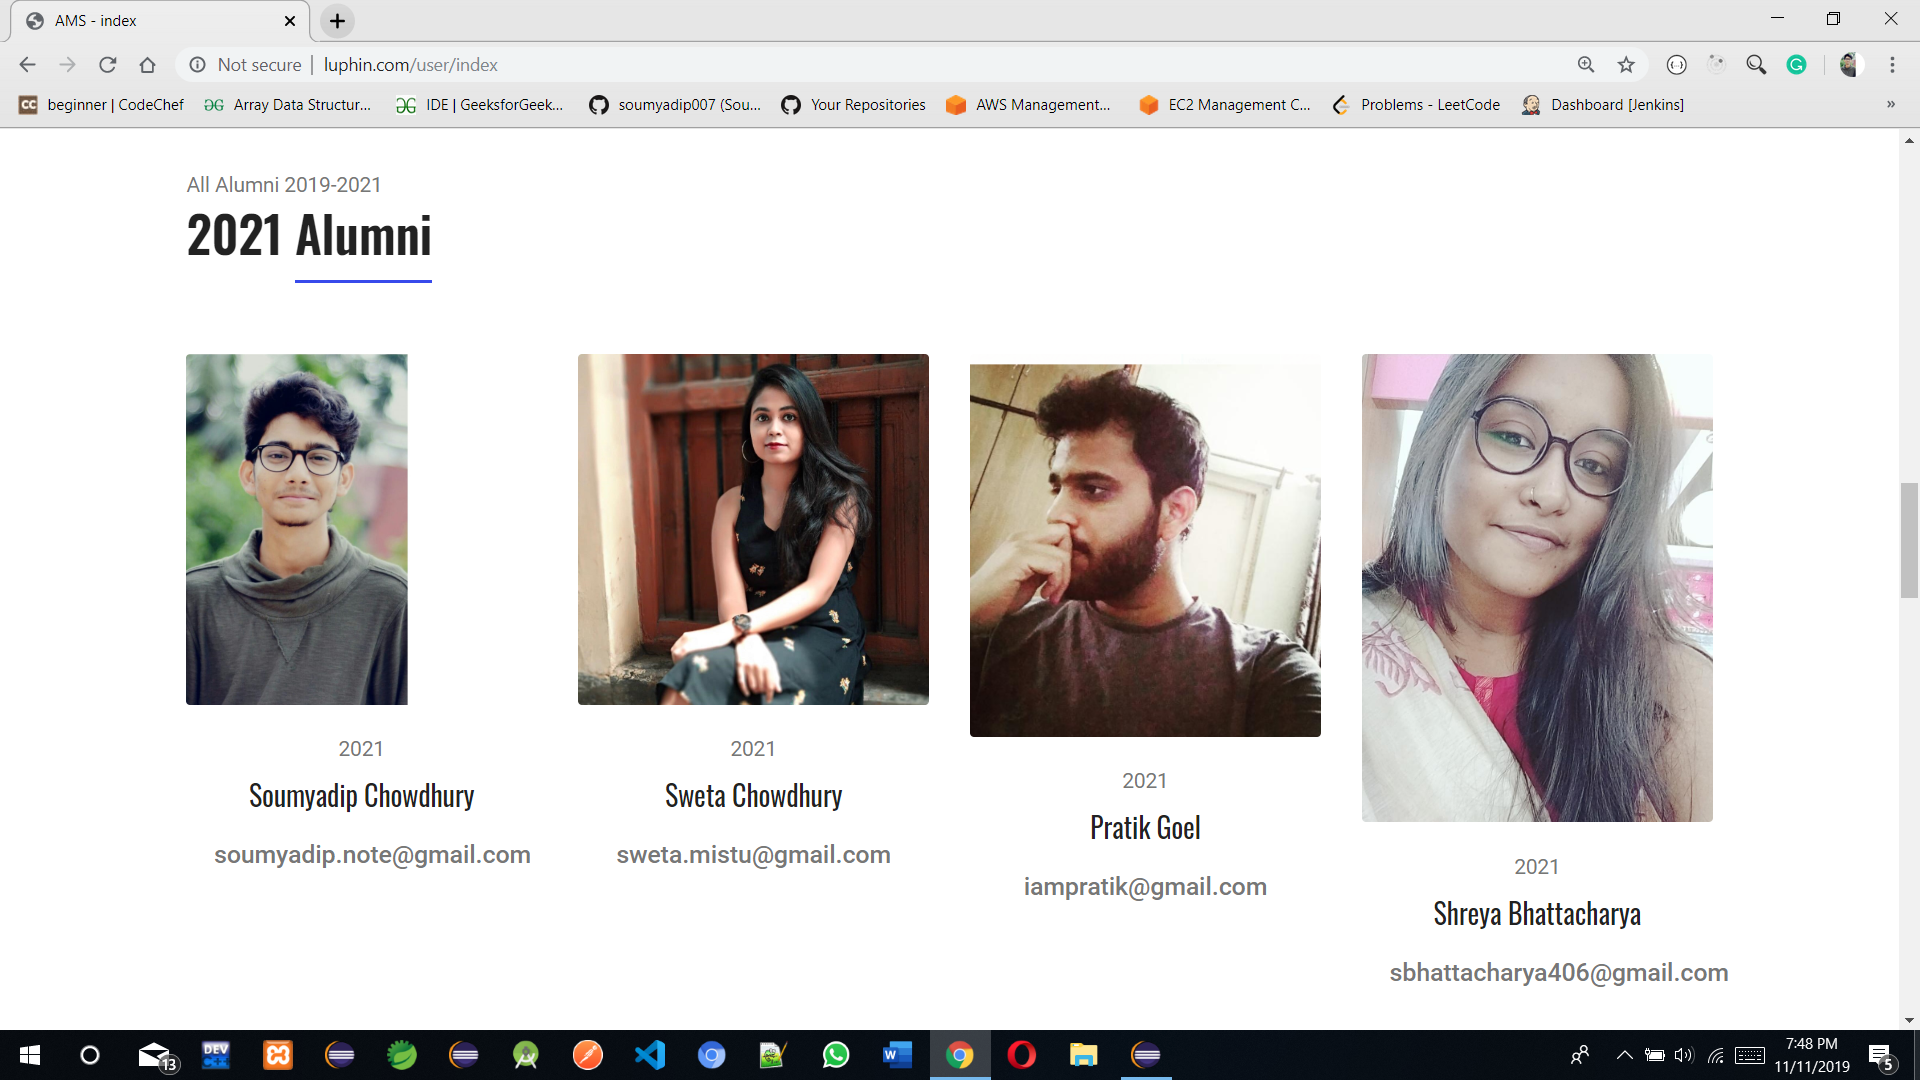 AMS - index
Not secure | luphin.com/user/index
beginner | CodeChef
Array Data Structur...
IDE | GeeksforGeek...
soumyadip007 (Sou...
Your Repositories
AWS Management...
EC2 Management C...
Problems - LeetCode
Dashboard [Jenkins]
»
All Alumni 2019-2021
2021 Alumni
2021
Soumyadip Chowdhury
soumyadip.note@gmail.com
2021
Sweta Chowdhury
sweta.mistu@gmail.com
2021
Pratik Goel
iampratik@gmail.com
2021
Shreya Bhattacharya
sbhattacharya406@gmail.com
13
DEV
C++
7:48 PM
11/11/2019
5